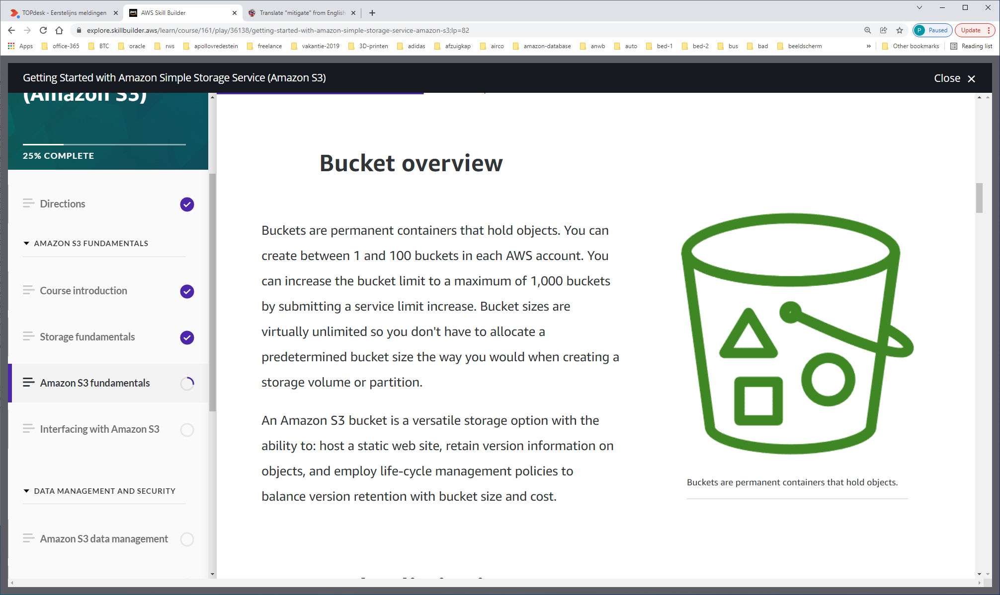 TOPdesk - Eerstelijns meldingen
AWS Skill Builder
Translate "mitigate" from English
explore.skillbuilder.aws/learn/course/161/play/36138/getting-started-with-amazon-simple-storage-service-amazon-s3;lp=82
P Paused
Update
Apps office-365 BTC oracle rws apollovredestein freelance vakantie-2019 3D-printen adidas afzuigkap airco amazon-database anwb auto bed-1 bed-2 bus bad beeldscherm » Other bookmarks Reading list
Getting Started with Amazon Simple Storage Service (Amazon S3)
Close
(Amazon S3)
25% COMPLETE
Directions
AMAZON S3 FUNDAMENTALS
Course introduction
Storage fundamentals
Amazon S3 fundamentals
Interfacing with Amazon S3
DATA MANAGEMENT AND SECURITY
Amazon S3 data management
Bucket overview
Buckets are permanent containers that hold objects. You can
create between 1 and 100 buckets in each AWS account. You
can increase the bucket limit to a maximum of 1,000 buckets
by submitting a service limit increase. Bucket sizes are
virtually unlimited so you don't have to allocate a
predetermined bucket size the way you would when creating a
storage volume or partition.
An Amazon S3 bucket is a versatile storage option with the
ability to: host a static web site, retain version information on
objects, and employ life-cycle management policies to
balance version retention with bucket size and cost.
Buckets are permanent containers that hold objects.